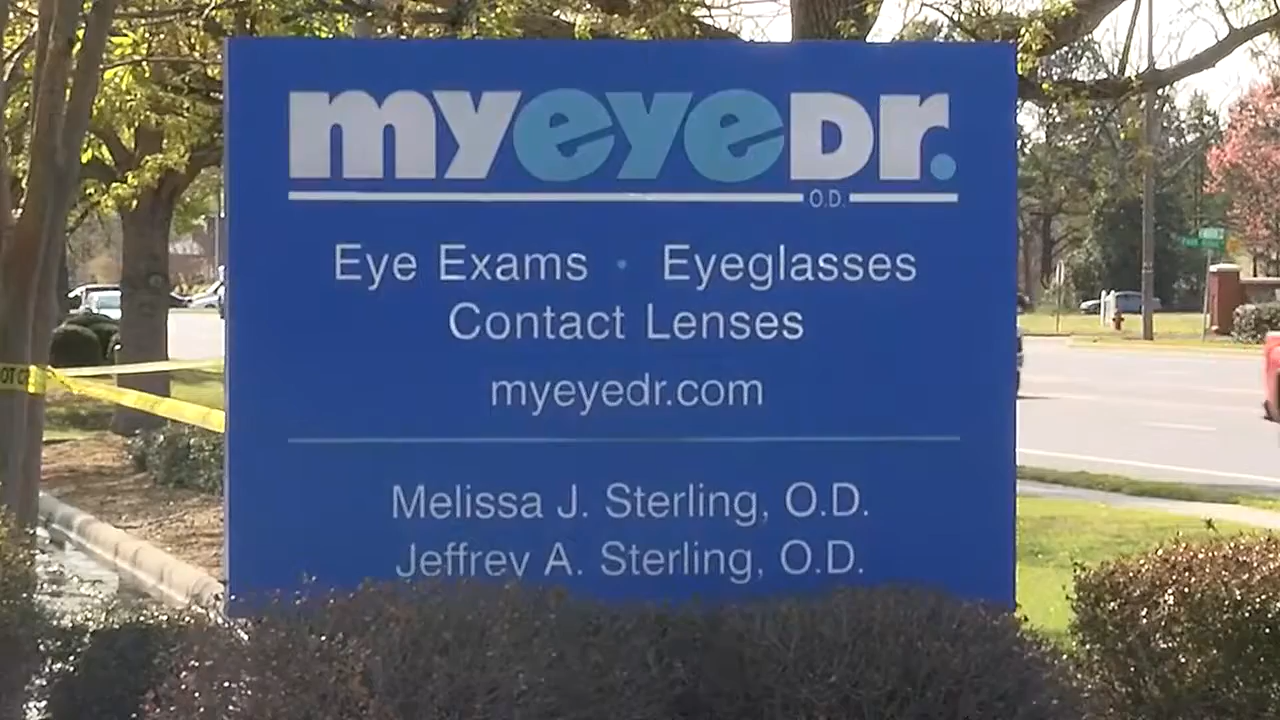 myeyeDr.
O.D.
Eye Exams • Eyeglasses
Contact Lenses
myeyedr.com
Melissa J. Sterling, O.D.
Jeffrey A. Sterling, O.D.